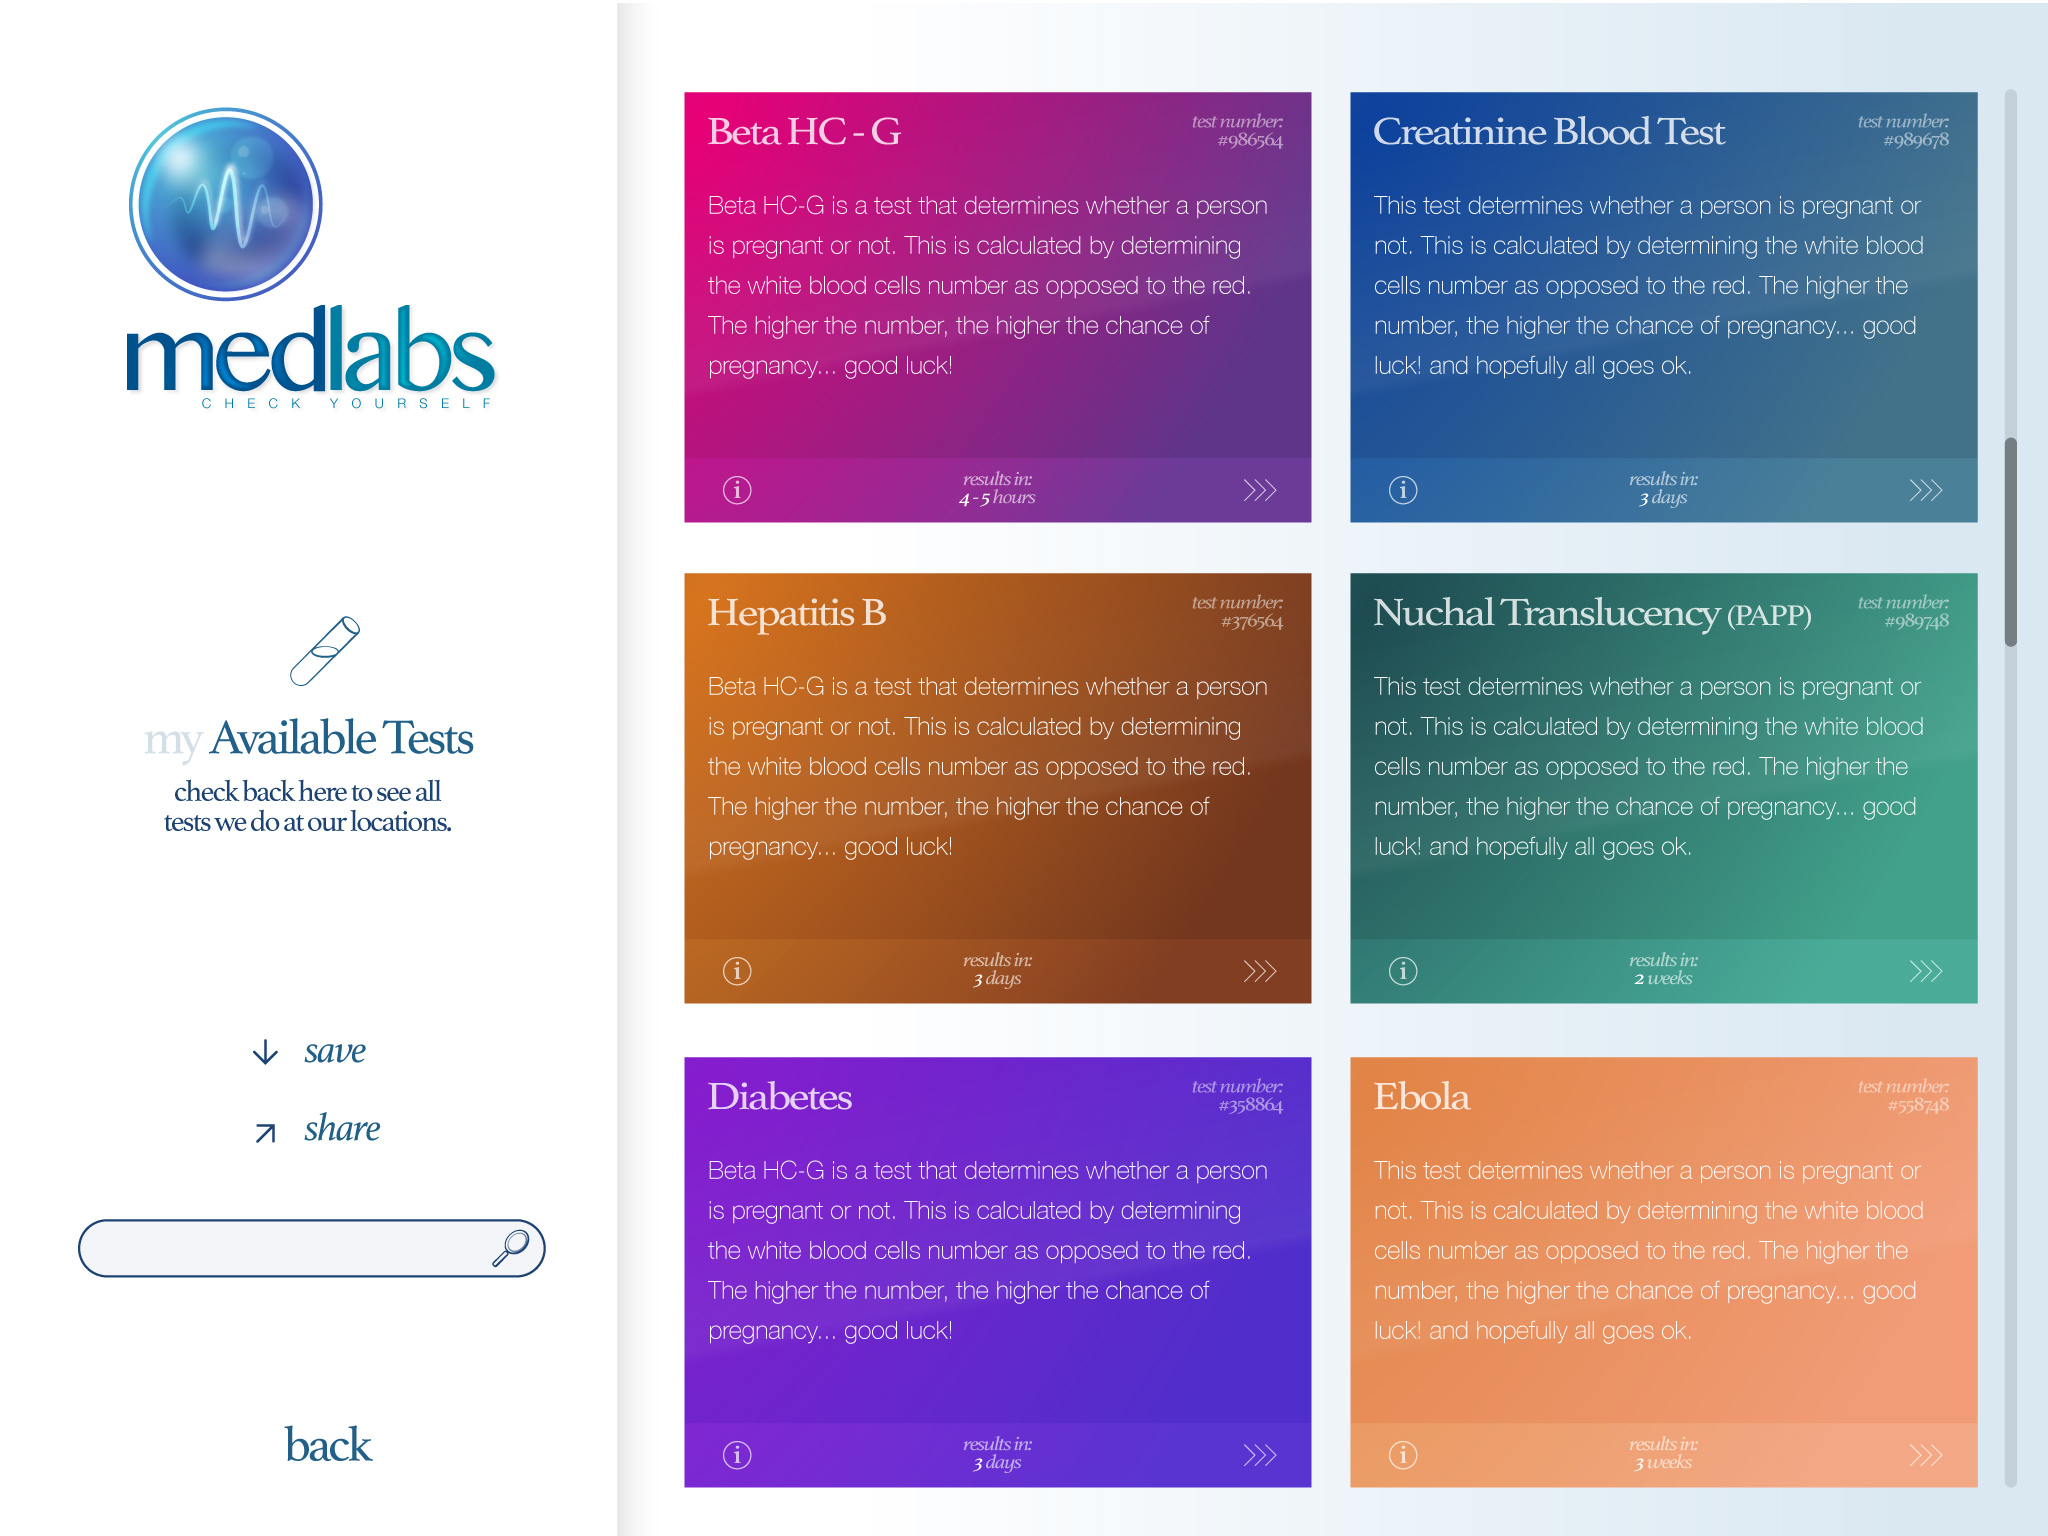 medlabs
CHECK YOURSELF
my Available Tests
check back here to see all
tests we do at our locations.
save
share
back
Beta HC - G
test number:
#986564
Beta HC-G is a test that determines whether a person
is pregnant or not. This is calculated by determining
the white blood cells number as opposed to the red.
The higher the number, the higher the chance of
pregnancy... good luck!
results in:
4 - 5 hours
Creatinine Blood Test
test number:
#989678
This test determines whether a person is pregnant or
not. This is calculated by determining the white blood
cells number as opposed to the red. The higher the
number, the higher the chance of pregnancy... good
luck! and hopefully all goes ok.
results in:
3 days
Hepatitis B
test number:
#376564
Beta HC-G is a test that determines whether a person
is pregnant or not. This is calculated by determining
the white blood cells number as opposed to the red.
The higher the number, the higher the chance of
pregnancy... good luck!
results in:
3 days
Nuchal Translucency (PAPP)
test number:
#989748
This test determines whether a person is pregnant or
not. This is calculated by determining the white blood
cells number as opposed to the red. The higher the
number, the higher the chance of pregnancy... good
luck! and hopefully all goes ok.
results in:
2 weeks
Diabetes
test number:
#358864
Beta HC-G is a test that determines whether a person
is pregnant or not. This is calculated by determining
the white blood cells number as opposed to the red.
The higher the number, the higher the chance of
pregnancy... good luck!
results in:
3 days
Ebola
test number:
#558748
This test determines whether a person is pregnant or
not. This is calculated by determining the white blood
cells number as opposed to the red. The higher the
number, the higher the chance of pregnancy... good
luck! and hopefully all goes ok.
results in:
3 weeks